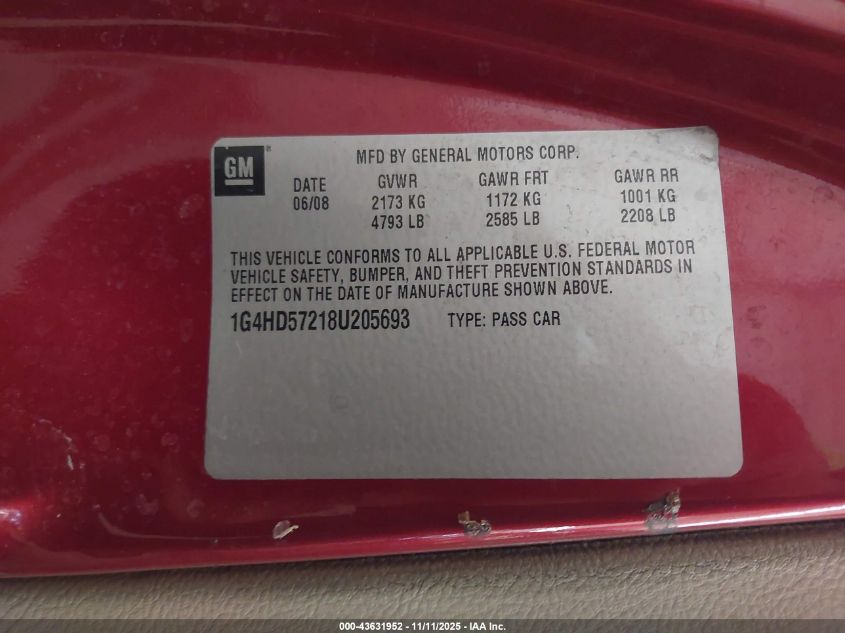 GM
MFD BY GENERAL MOTORS CORP.
DATE GVWR GAWR FRT GAWR RR
06/08 2173 KG 1172 KG 1001 KG
4793 LB 2585 LB 2208 LB
THIS VEHICLE CONFORMS TO ALL APPLICABLE U.S. FEDERAL MOTOR
VEHICLE SAFETY, BUMPER, AND THEFT PREVENTION STANDARDS IN
EFFECT ON THE DATE OF MANUFACTURE SHOWN ABOVE.
1G4HD57218U205693 TYPE: PASS CAR
000-43631952 - 11/11/2025 - IAA Inc.